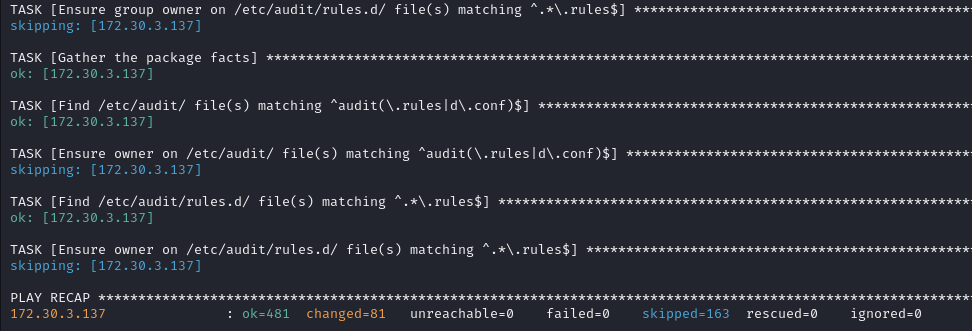 TASK [Ensure group owner on /etc/audit/rules.d/ file(s) matching ^.*\.rules$] ******************************************
skipping: [172.30.3.137]
TASK [Gather the package facts] ****************************************************************************************
ok: [172.30.3.137]
TASK [Find /etc/audit/ file(s) matching ^audit(\.rules|d\.conf)$] ******************************************************
ok: [172.30.3.137]
TASK [Ensure owner on /etc/audit/ file(s) matching ^audit(\.rules|d\.conf)$] *******************************************
skipping: [172.30.3.137]
TASK [Find /etc/audit/rules.d/ file(s) matching ^.*\.rules$] ***********************************************************
ok: [172.30.3.137]
TASK [Ensure owner on /etc/audit/rules.d/ file(s) matching ^.*\.rules$] ************************************************
skipping: [172.30.3.137]
PLAY RECAP *************************************************************************************************************
172.30.3.137               : ok=481  changed=81   unreachable=0    failed=0    skipped=163  rescued=0    ignored=0